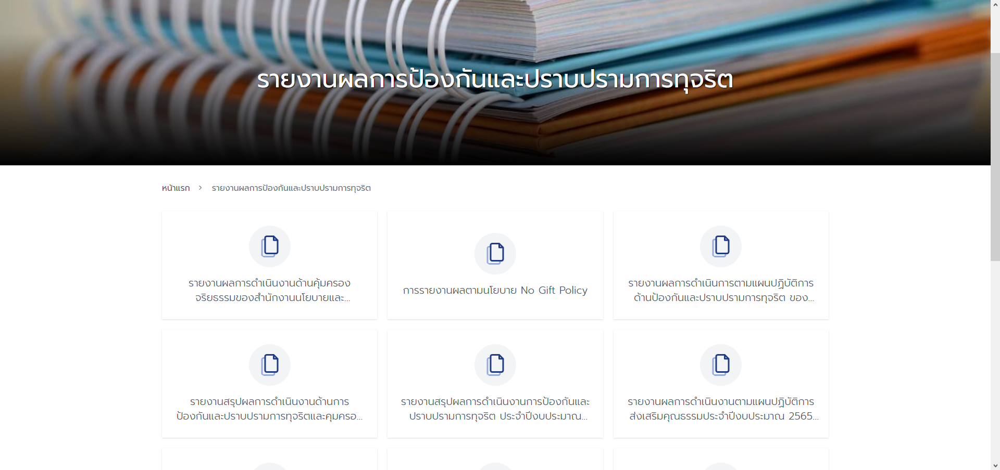 รายงานผลการป้องกันและปราบปรามการทุจริต
หน้าแรก > รายงานผลการป้องกันและปราบปรามการทุจริต
รายงานผลการดำเนินงานด้านคุ้มครอง
จริยธรรมของสำนักงานนโยบายและ...
การรายงานผลตามนโยบาย No Gift Policy
รายงานผลการดำเนินการตามแผนปฏิบัติการ
ด้านป้องกันและปราบปรามการทุจริต ของ...
รายงานสรุปผลการดำเนินงานด้านการ
ป้องกันและปราบปรามการทุจริตและคุมครอ...
รายงานสรุปผลการดำเนินงานการป้องกันและ
ปราบปรามการทุจริต ประจำปีงบประมาณ...
รายงานผลการดำเนินงานตามแผนปฏิบัติการ
ส่งเสริมคุณธรรมประจำปีงบประมาณ 2565...